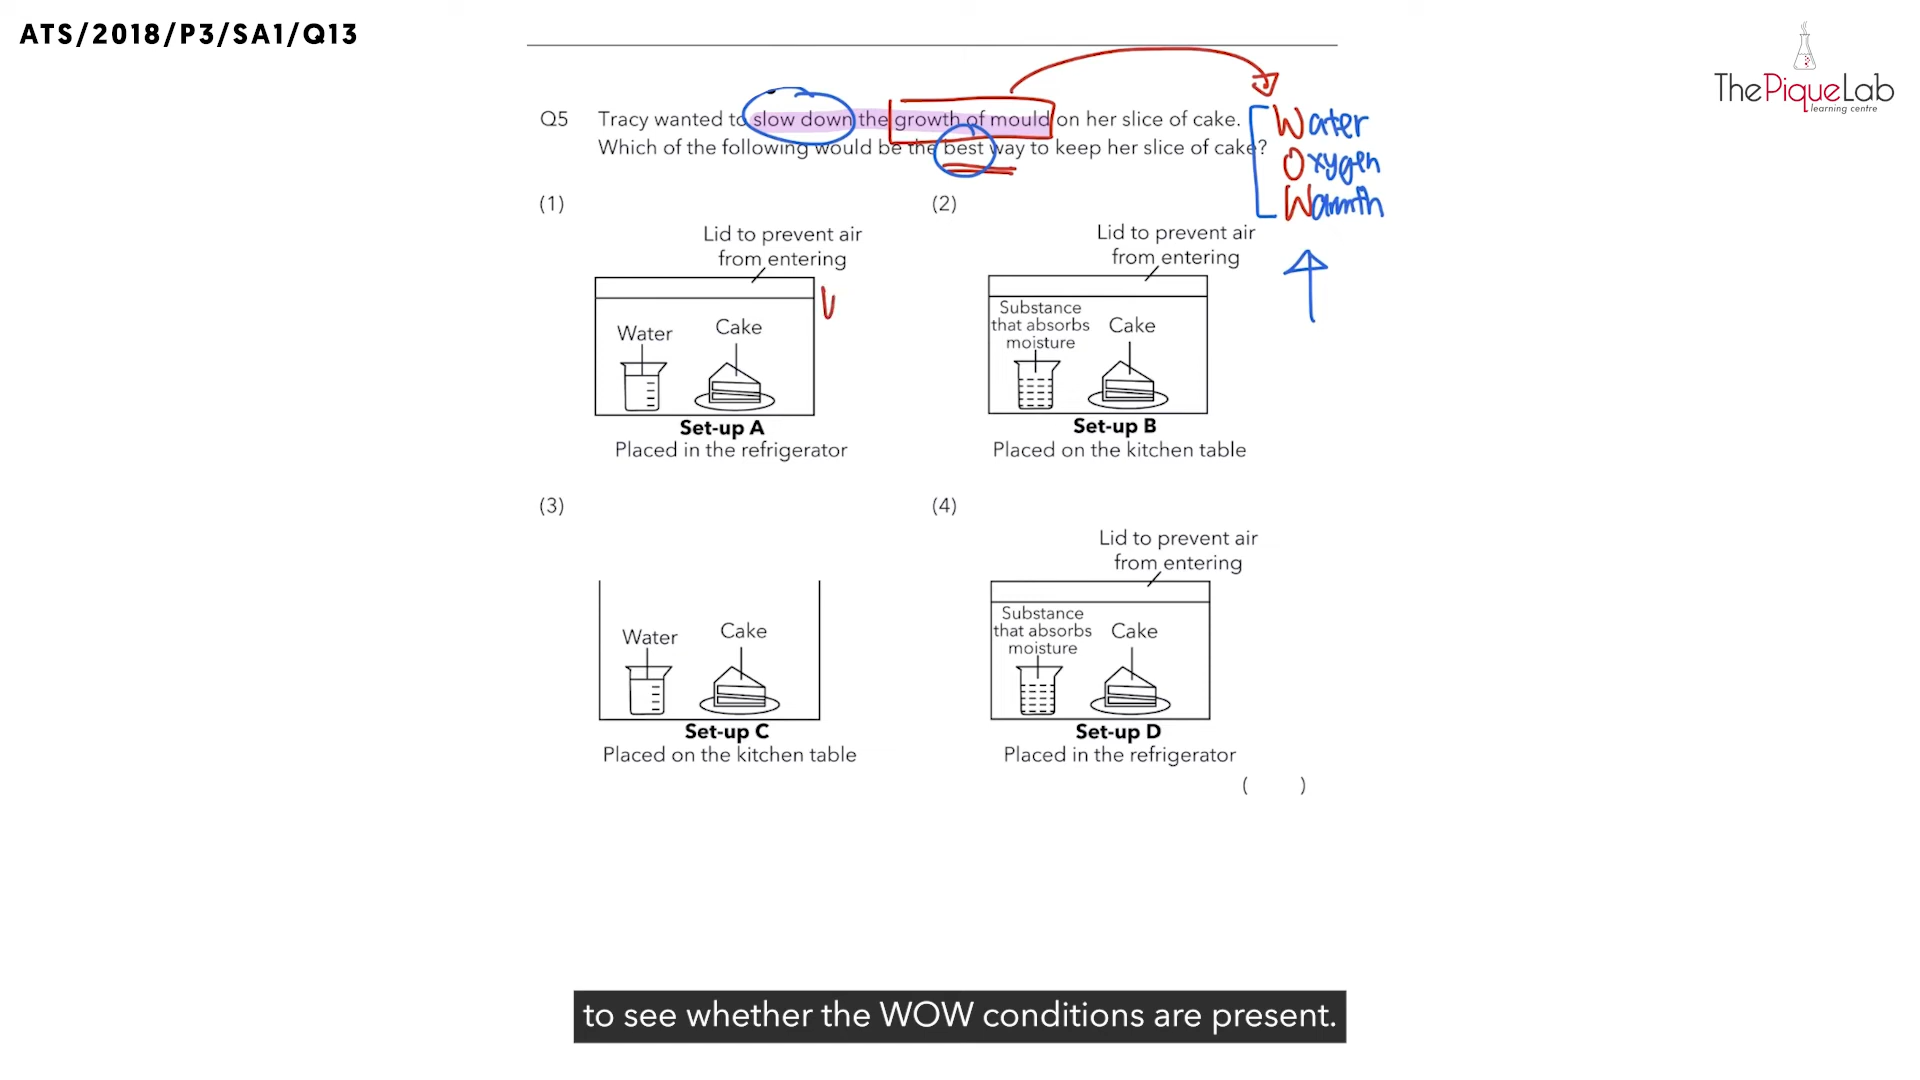 ATS/2018/P3/SA1/Q13
ThePiqueLab
learning centre
Q5 Tracy wanted to slow down the growth of mould on her slice of cake.
Which of the following would be the best way to keep her slice of cake?
Water
Oxygen
Warmth
(1)
Lid to prevent air
from entering
Water
Cake
Set-up A
Placed in the refrigerator
(2)
Lid to prevent air
from entering
Substance
that absorbs
moisture
Cake
Set-up B
Placed on the kitchen table
(3)
Water
Cake
Set-up C
Placed on the kitchen table
(4)
Lid to prevent air
from entering
Substance
that absorbs
moisture
Cake
Set-up D
Placed in the refrigerator
( )
to see whether the WOW conditions are present.